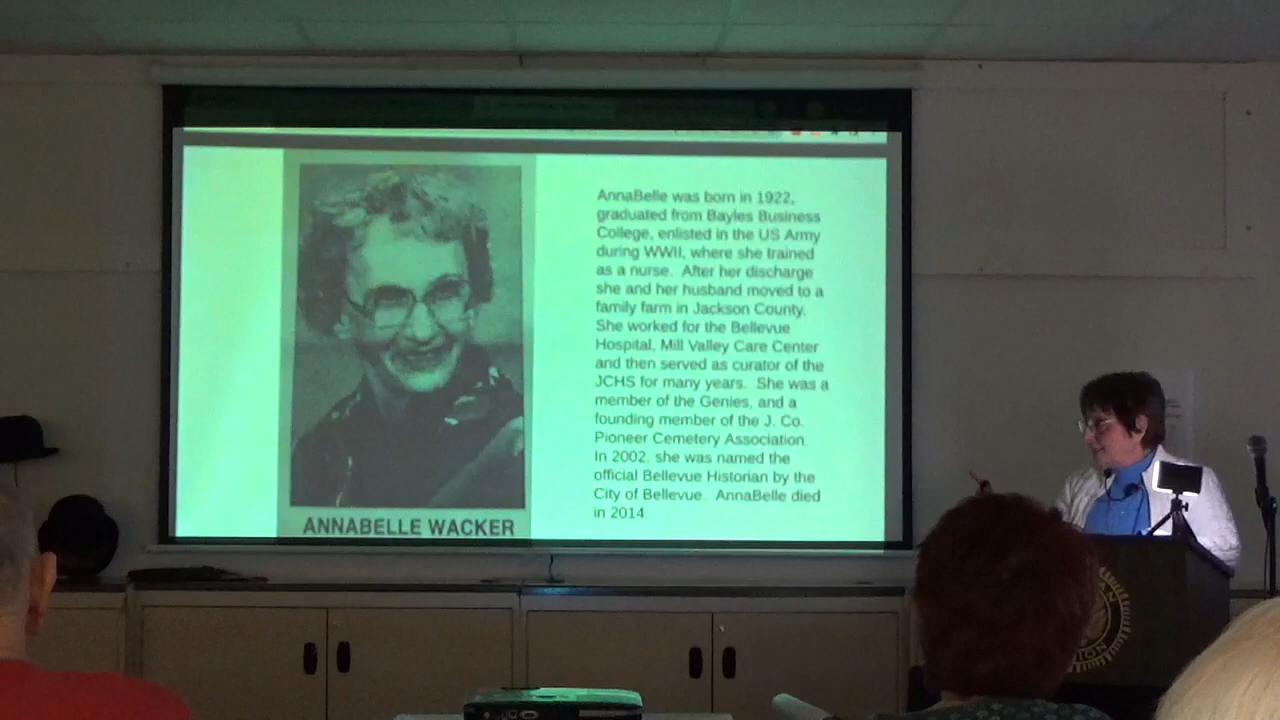 AnnaBelle was born in 1922,
graduated from Bayles Business
College, enlisted in the US Army
during WWII, where she trained
as a nurse. After her discharge
she and her husband moved to a
family farm in Jackson County.
She worked for the Bellevue
Hospital, Mill Valley Care Center
and then served as curator of the
JCHS for many years. She was a
member of the Genies, and a
founding member of the J. Co.
Pioneer Cemetery Association.
In 2002, she was named the
official Bellevue Historian by the
City of Bellevue. AnnaBelle died
in 2014.
ANNABELLE WACKER